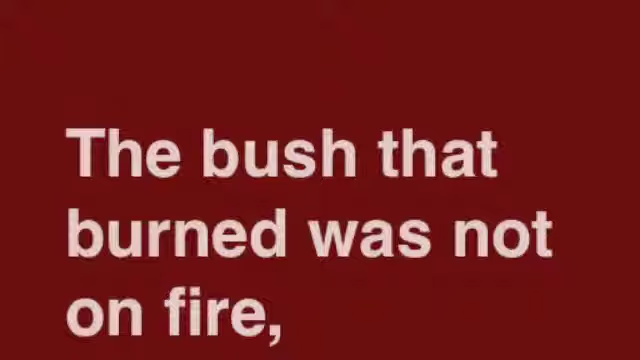 The bush that
burned was not
on fire,